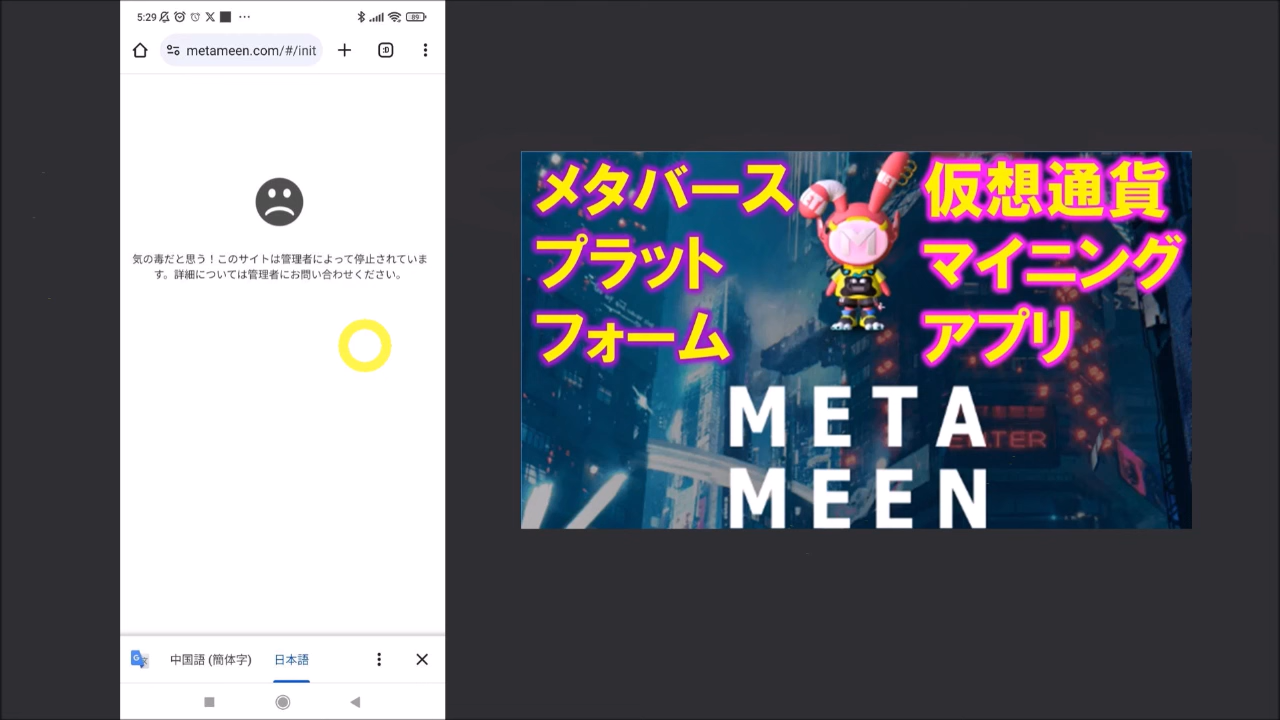 5:29
89
metameen.com/#/init
:D
気の毒だと思う！このサイトは管理者によって停止されていま
す。詳細については管理者にお問い合わせください。
中国語 (簡体字)
日本語
メタバース
プラット
フォーム
仮想通貨
マイニング
アプリ
M
META
MEEN